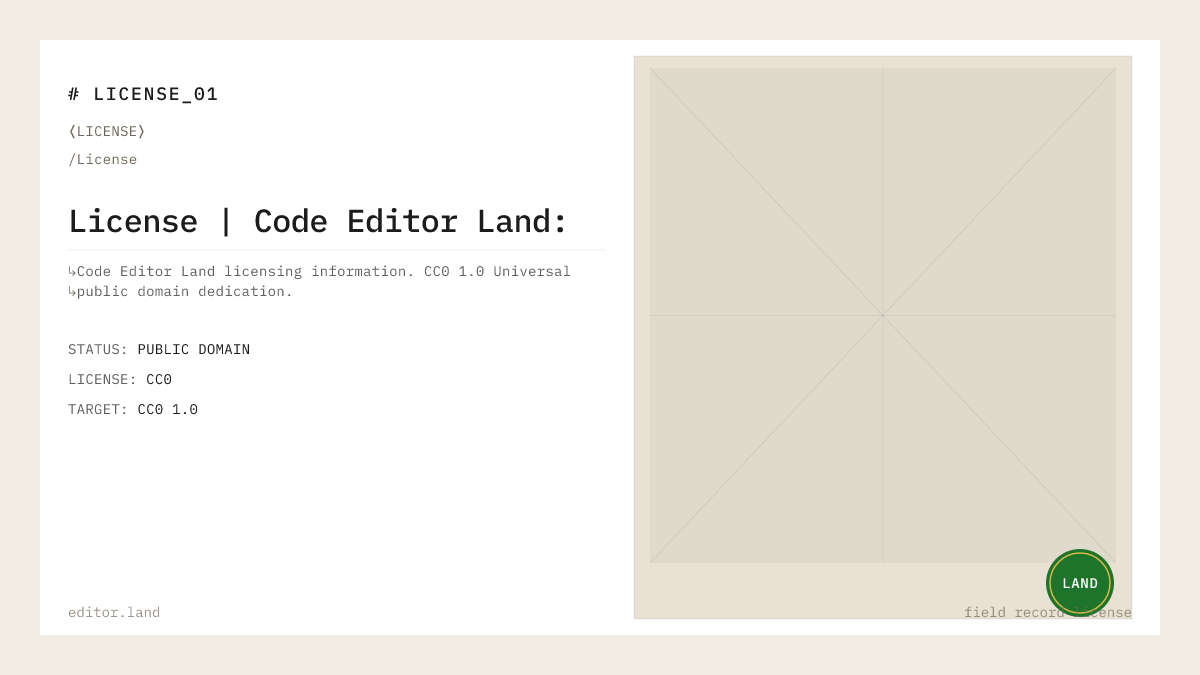 # LICENSE_01
⟨LICENSE⟩
/License
License | Code Editor Land:
↳Code Editor Land licensing information. CC0 1.0 Universal
↳public domain dedication.
STATUS: PUBLIC DOMAIN
LICENSE: CC0
TARGET: CC0 1.0
LAND
editor.land
field record license